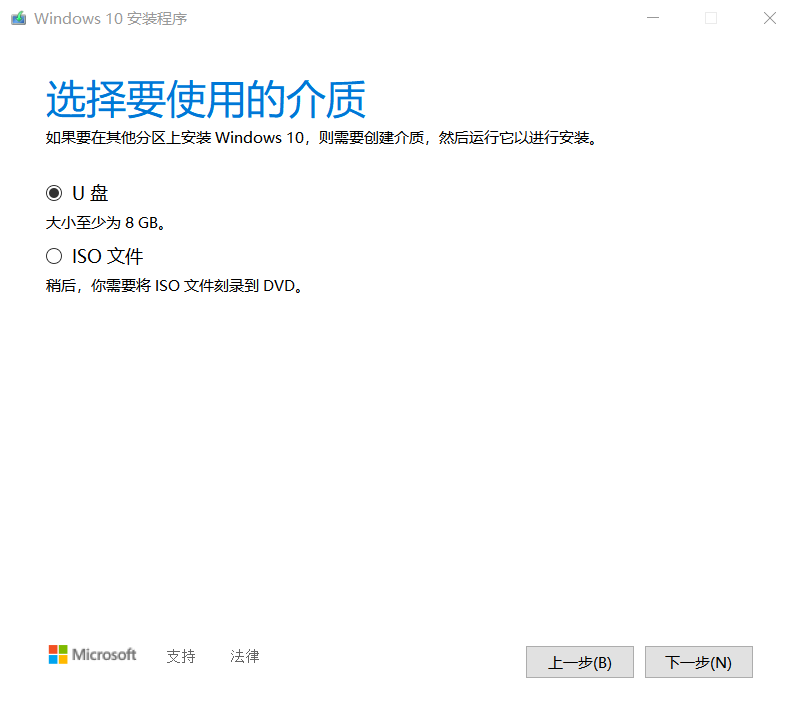 Windows 10 安装程序
选择要使用的介质
如果要在其他分区上安装 Windows 10，则需要创建介质，然后运行它以进行安装。
U 盘
大小至少为 8 GB。
ISO 文件
稍后，你需要将 ISO 文件刻录到 DVD。
Microsoft 支持 法律 上一步(B) 下一步(N)